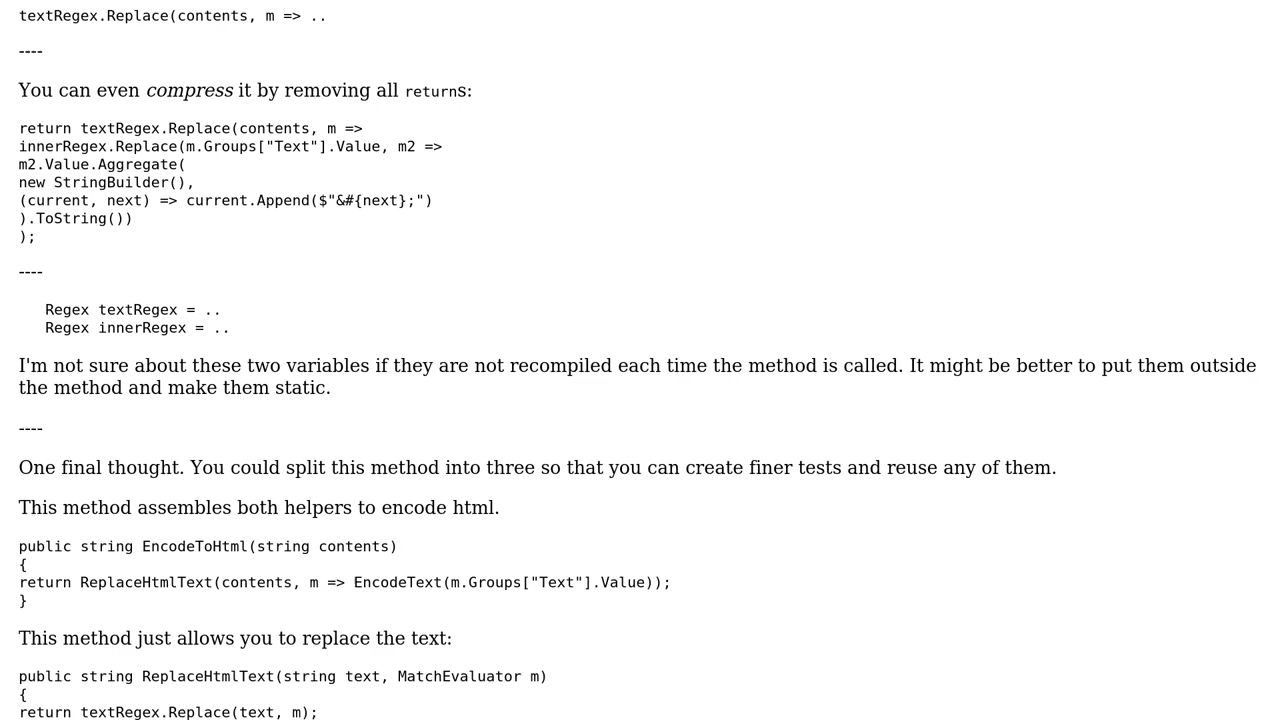 textRegex.Replace(contents, m => ..
----
You can even compress it by removing all returns:
return textRegex.Replace(contents, m =>
innerRegex.Replace(m.Groups["Text"].Value, m2 =>
m2.Value.Aggregate(
new StringBuilder(),
(current, next) => current.Append($"&#{next};")
).ToString())
);
----
Regex textRegex = ..
Regex innerRegex = ..
I'm not sure about these two variables if they are not recompiled each time the method is called. It might be better to put them outside
the method and make them static.
----
One final thought. You could split this method into three so that you can create finer tests and reuse any of them.
This method assembles both helpers to encode html.
public string EncodeToHtml(string contents)
{
return ReplaceHtmlText(contents, m => EncodeText(m.Groups["Text"].Value));
}
This method just allows you to replace the text:
public string ReplaceHtmlText(string text, MatchEvaluator m)
{
return textRegex.Replace(text, m);